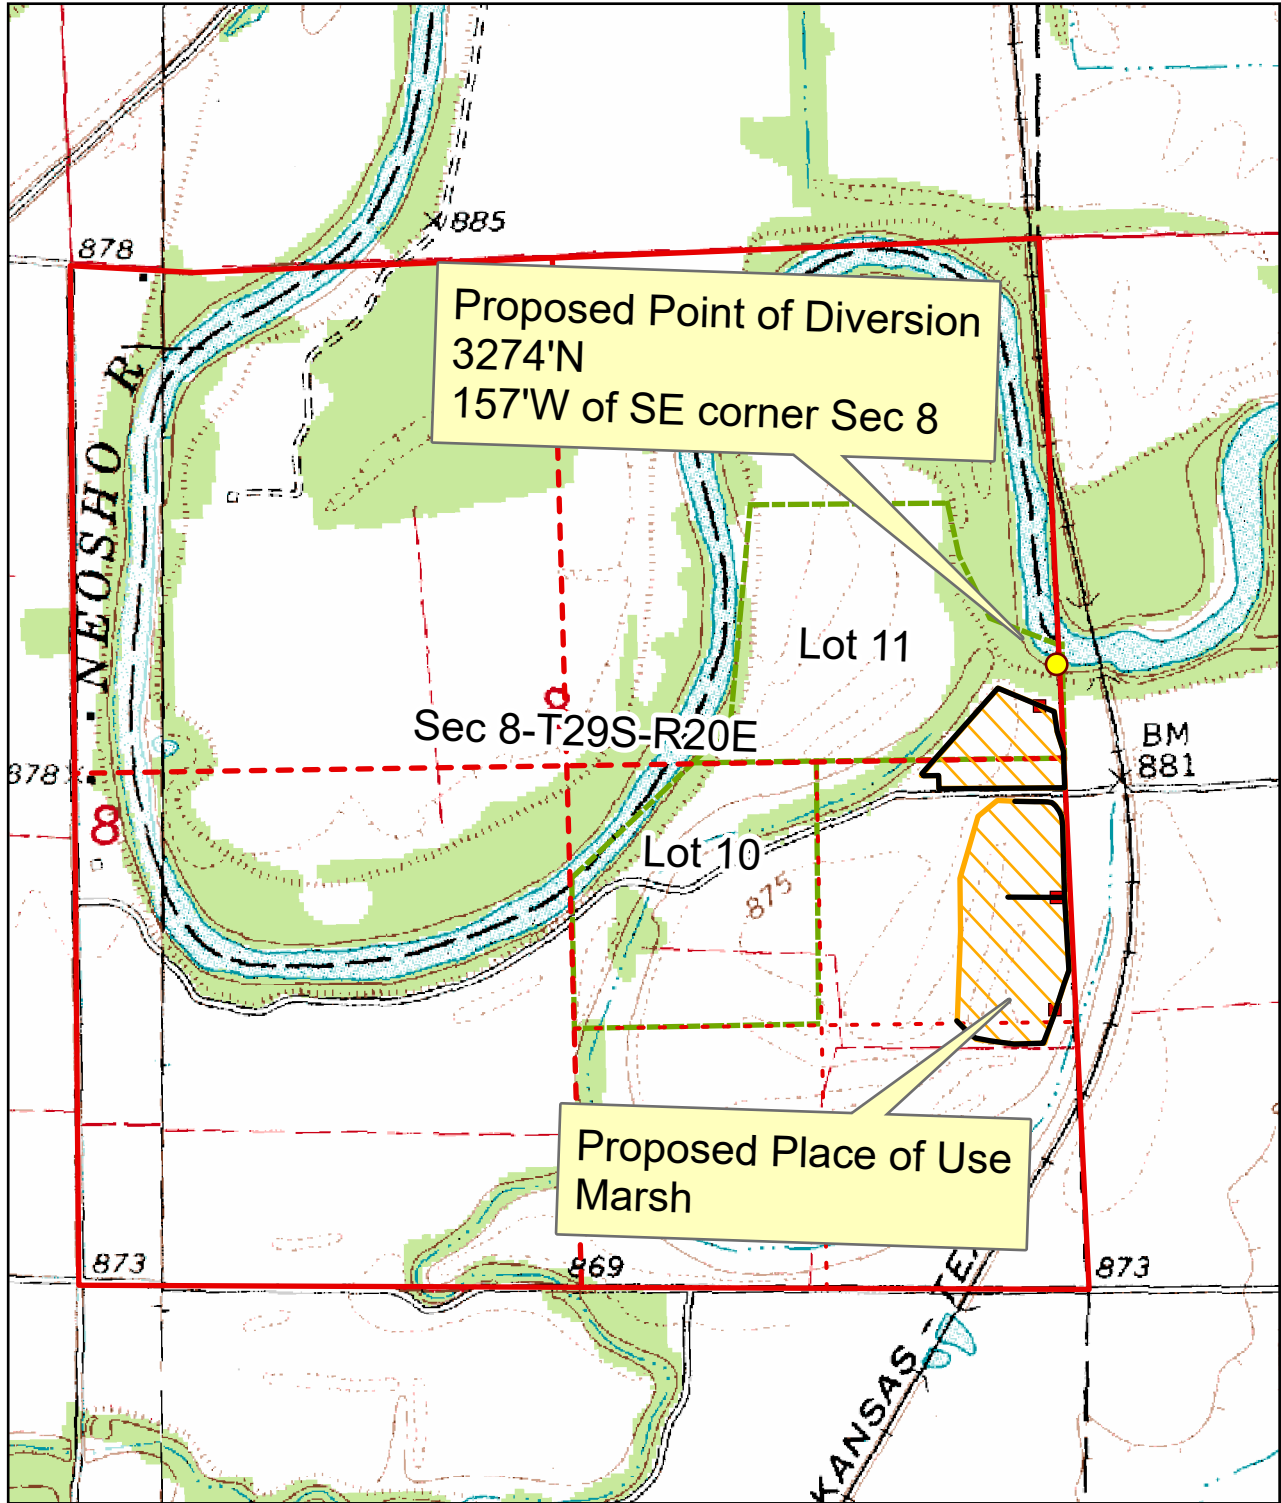 885
878
Proposed Point of Diversion
3274'N
157'W of SE corner Sec 8
NEOSHO R
Lot 11
8
Sec 8-T29S-R20E
BM
881
878
8
Lot 10
875
Proposed Place of Use
Marsh
873
869
873
KANSAS -